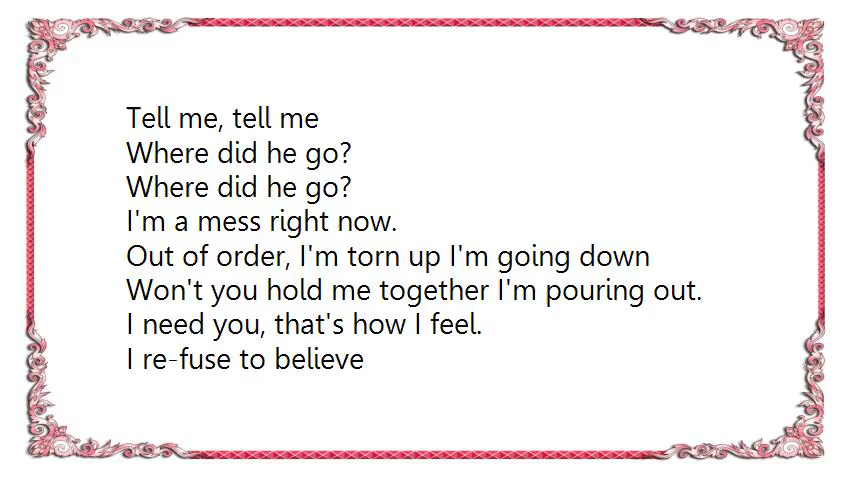 Tell me, tell me
Where did he go?
Where did he go?
I'm a mess right now.
Out of order, I'm torn up I'm going down
Won't you hold me together I'm pouring out.
I need you, that's how I feel.
I re-fuse to believe